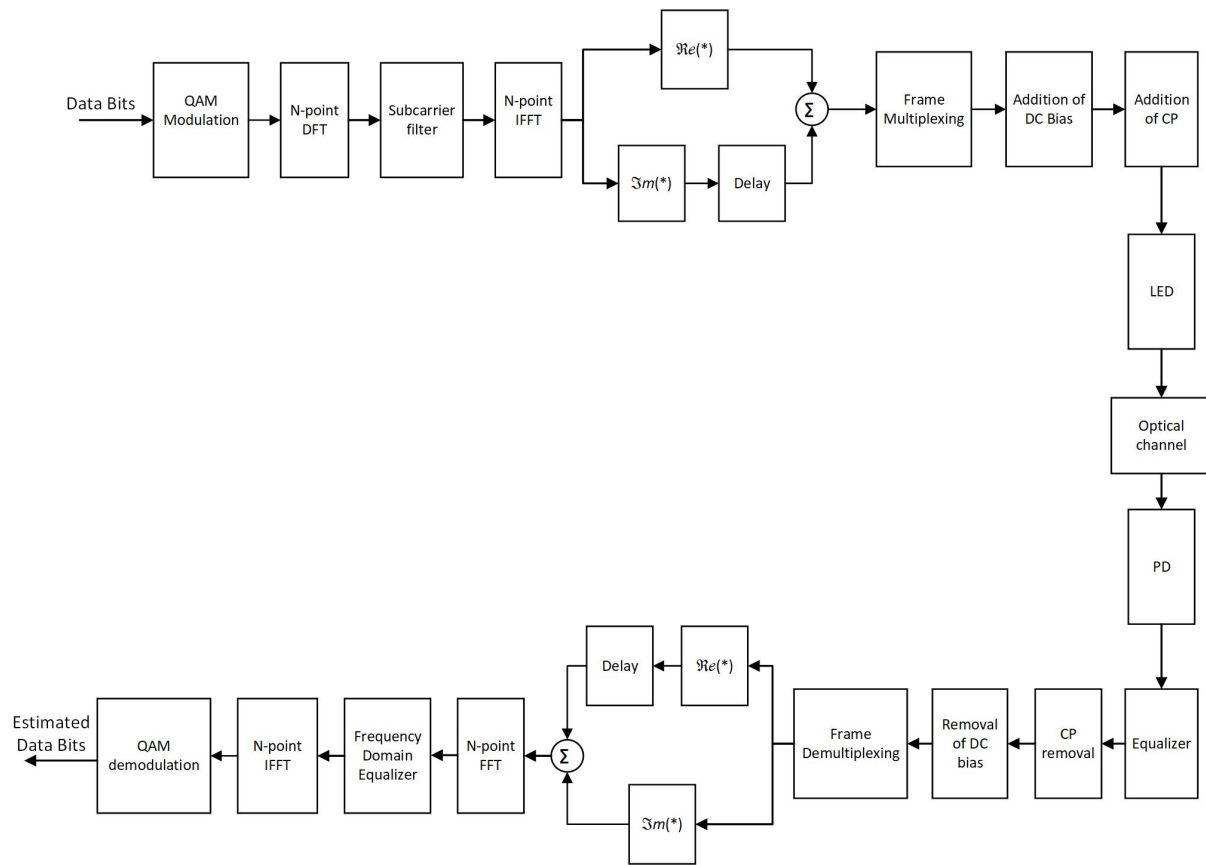 Data Bits
QAM
Modulation
N-point
DFT
Subcarrier
filter
N-point
IFFT
ℜe(*)
ℑm(*)
Delay
Σ
Frame
Multiplexing
Addition of
DC Bias
Addition
of CP
LED
Optical
channel
PD
Equalizer
CP
removal
Removal
of DC
bias
Frame
Demultiplexing
ℜe(*)
Delay
ℑm(*)
Σ
N-point
FFT
Frequency
Domain
Equalizer
N-point
IFFT
QAM
demodulation
Estimated
Data Bits